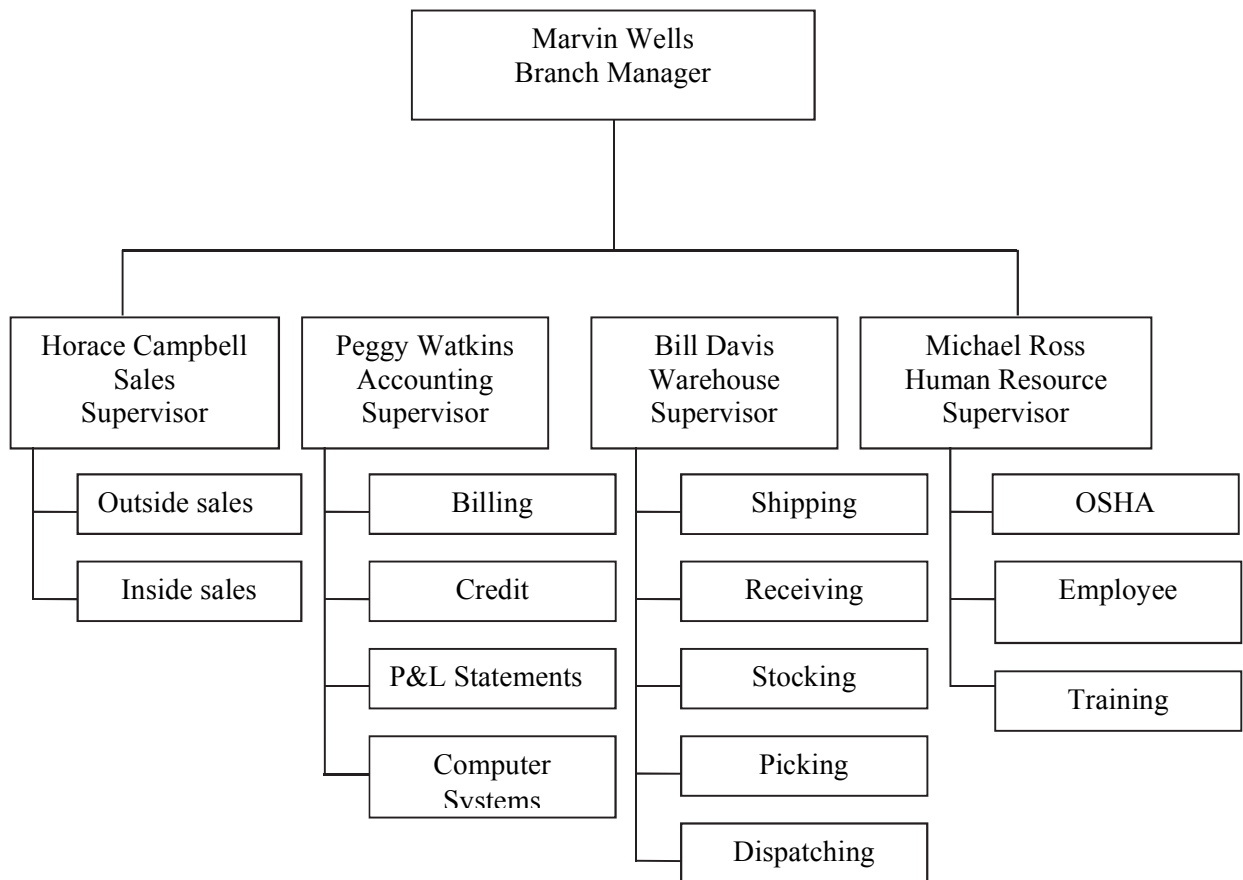 Marvin Wells
Branch Manager
Horace Campbell
Sales
Supervisor
Peggy Watkins
Accounting
Supervisor
Bill Davis
Warehouse
Supervisor
Michael Ross
Human Resource
Supervisor
Outside sales
Inside sales
Billing
Credit
P&L Statements
Computer
Systems
Shipping
Receiving
Stocking
Picking
Dispatching
OSHA
Employee
Training